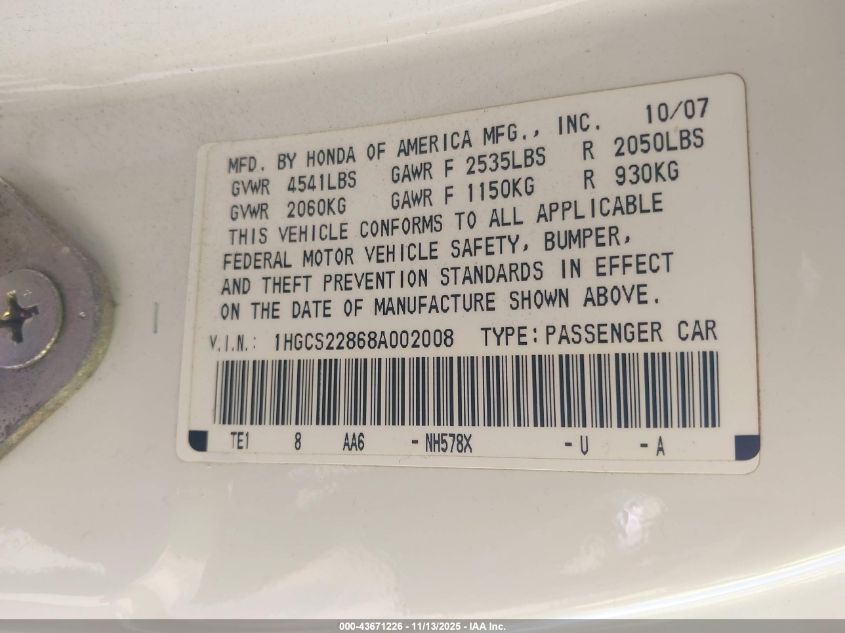 10/07
MFD. BY HONDA OF AMERICA MFG., INC.
GVWR 4541LBS GAWR F 2535LBS R 2050LBS
GVWR 2060KG GAWR F 1150KG R 930KG
THIS VEHICLE CONFORMS TO ALL APPLICABLE
FEDERAL MOTOR VEHICLE SAFETY, BUMPER,
AND THEFT PREVENTION STANDARDS IN EFFECT
ON THE DATE OF MANUFACTURE SHOWN ABOVE.
V.I.N.: 1HGCS22868A002008 TYPE:PASSENGER CAR
TE1 8 AA6 -NH578X -U -A
000-43671226 - 11/13/2025 - IAA Inc.